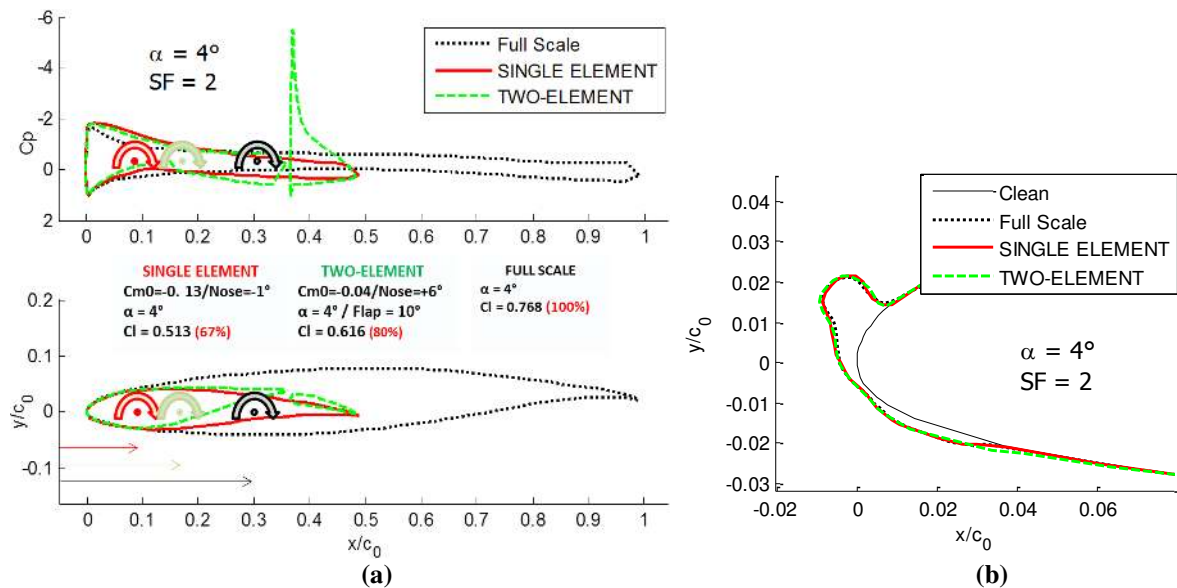 -6
-4
-2
0
2
Cp
α = 4°
SF = 2
Full Scale
SINGLE ELEMENT
TWO-ELEMENT
0 0.1 0.2 0.3 0.4 0.5 0.6 0.7 0.8 0.9 1
SINGLE ELEMENT
Cm0=-0. 13/Nose=-1°
α = 4°
Cl = 0.513 (67%)
TWO-ELEMENT
Cm0=-0.04/Nose=+6°
α = 4° / Flap = 10°
Cl = 0.616 (80%)
FULL SCALE
α = 4°
Cl = 0.768 (100%)
0.2
0.1
0
-0.1
y/c0
0 0.1 0.2 0.3 0.4 0.5 0.6 0.7 0.8 0.9 1
x/c0
(a)
0.04
0.03
0.02
0.01
0
-0.01
-0.02
-0.03
y/c0
Clean
Full Scale
SINGLE ELEMENT
TWO-ELEMENT
α = 4°
SF = 2
-0.02 0 0.02 0.04 0.06
x/c0
(b)